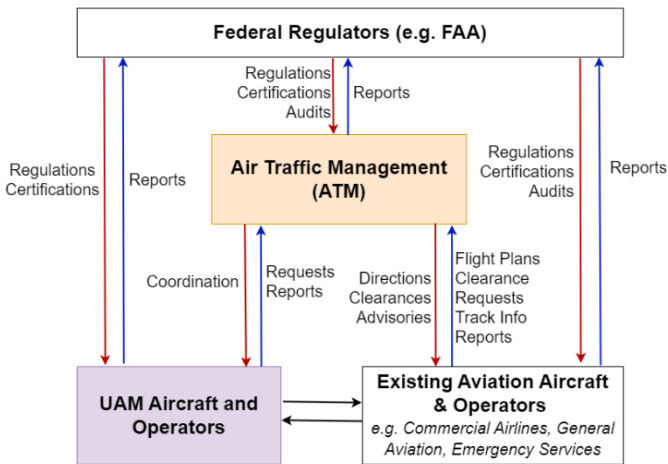 Federal Regulators (e.g. FAA)
Regulations
Certifications
Audits
Reports
Regulations
Certifications
Reports
Air Traffic Management
(ATM)
Regulations
Certifications
Audits
Reports
Coordination
Requests
Reports
Directions
Clearances
Advisories
Flight Plans
Clearance
Requests
Track Info
Reports
UAM Aircraft and
Operators
Existing Aviation Aircraft
& Operators
e.g. Commercial Airlines, General
Aviation, Emergency Services